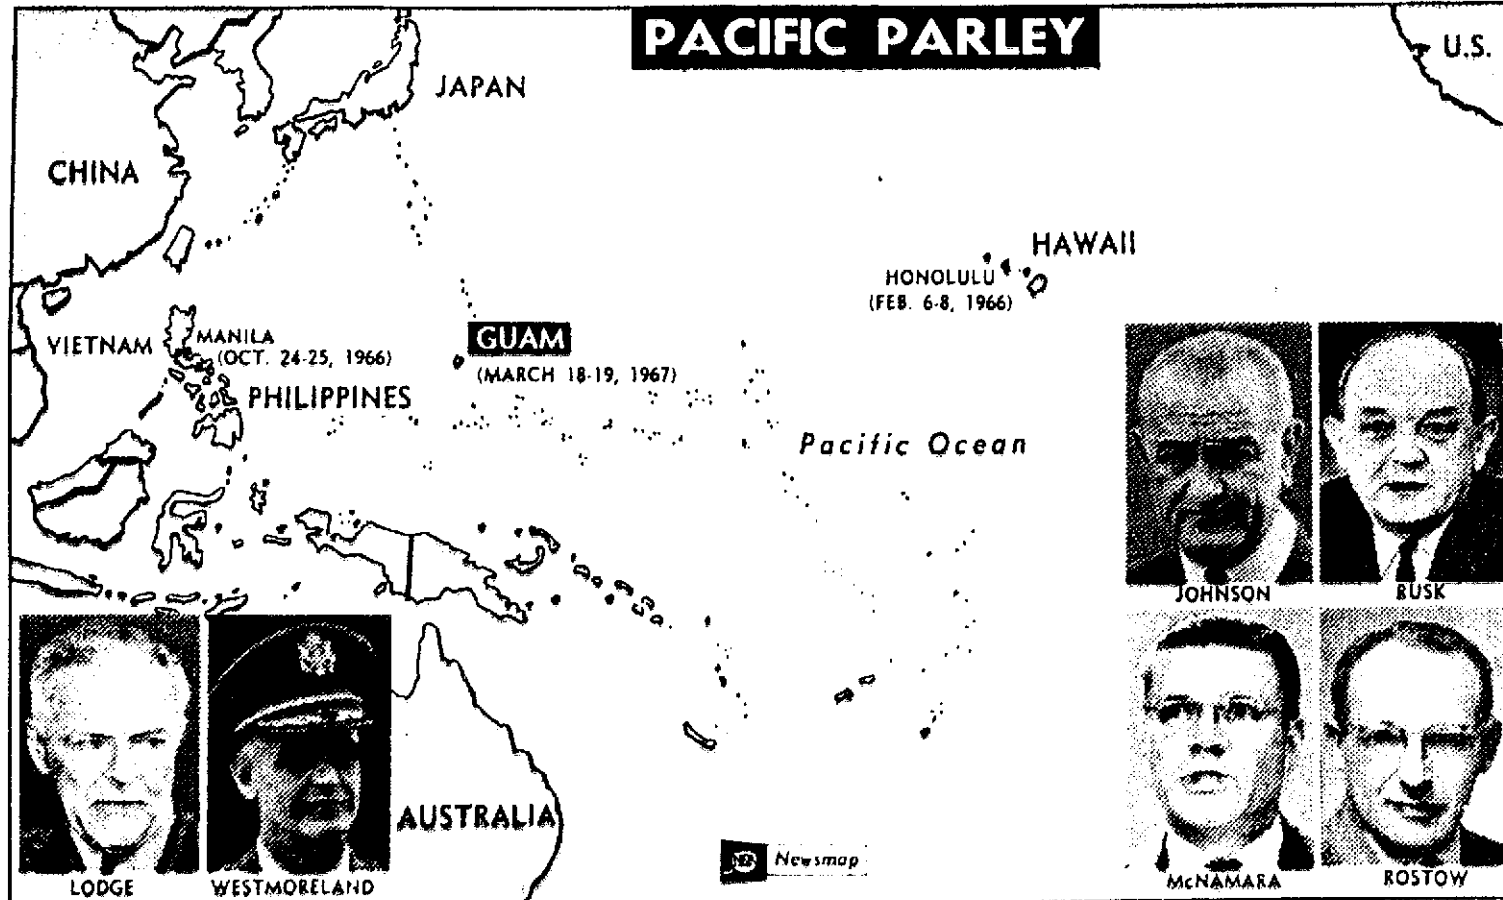 PACIFIC PARLEY
U.S.
JAPAN
CHINA
HAWAII
HONOLULU
(FEB. 6-8, 1966)
GUAM
(MARCH 18-19, 1967)
VIETNAM
MANILA
(OCT. 24-25, 1966)
PHILIPPINES
Pacific Ocean
JOHNSON
RUSK
AUSTRALIA
NEA Newsmap
LODGE
WESTMORELAND
McNAMARA
ROSTOW